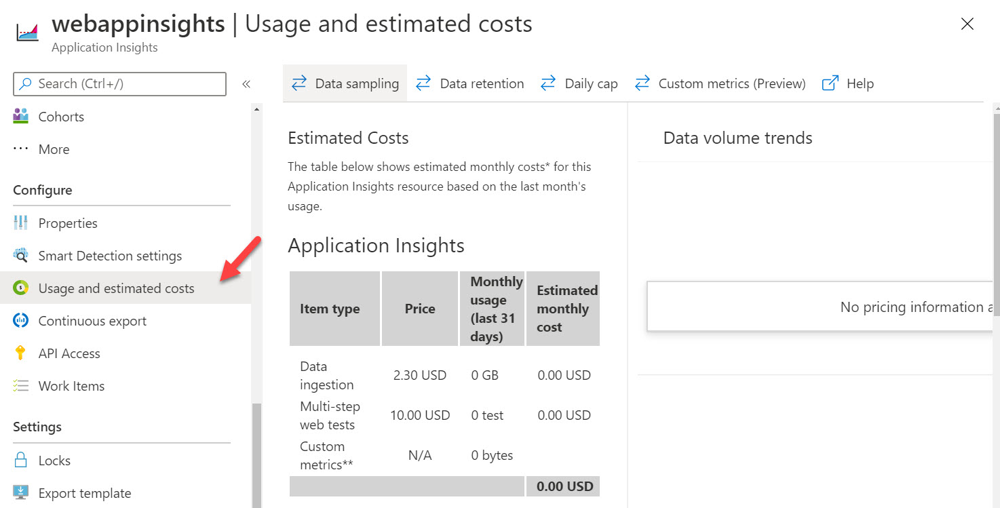 webappinsights | Usage and estimated costs
Application Insights
Search (Ctrl+/)
«
Cohorts
More
Configure
Properties
Smart Detection settings
Usage and estimated costs
Continuous export
API Access
Work Items
Settings
Locks
Export template
Data sampling
Data retention
Daily cap
Custom metrics (Preview)
Help
Estimated Costs
The table below shows estimated monthly costs* for this
Application Insights resource based on the last month's
usage.
Application Insights
Item type
Price
Monthly
usage
(last 31
days)
Estimated
monthly
cost
Data
ingestion
2.30 USD
0 GB
0.00 USD
Multi-step
web tests
10.00 USD
0 test
0.00 USD
Custom
metrics**
N/A
0 bytes
0.00 USD
Data volume trends
No pricing information